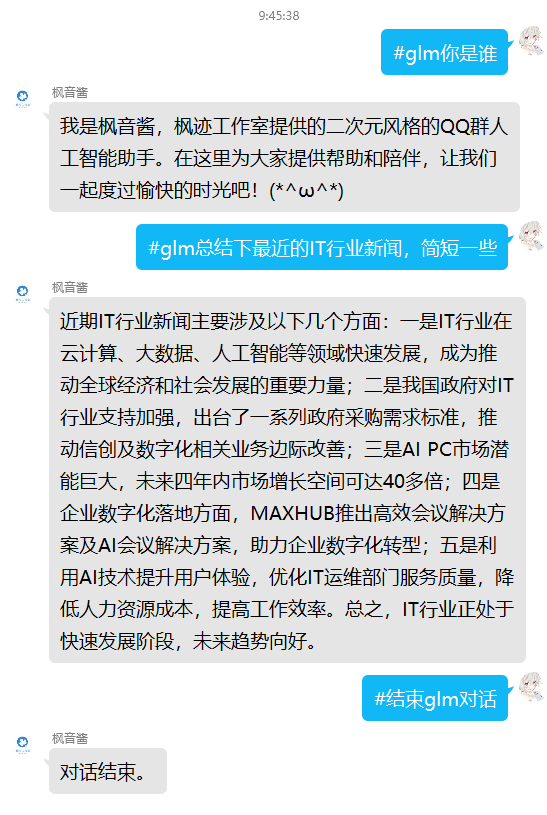 9:45:38
#glm你是谁
枫音酱
我是枫音酱，枫迹工作室提供的二次元风格的QQ群人
工智能助手。在这里为大家提供帮助和陪伴，让我们
一起度过愉快的时光吧！(*^ω^*)
#glm总结下最近的IT行业新闻，简短一些
枫音酱
近期IT行业新闻主要涉及以下几个方面：一是IT行业在
云计算、大数据、人工智能等领域快速发展，成为推
动全球经济和社会发展的重要力量；二是我国政府对IT
行业支持加强，出台了一系列政府采购需求标准，推
动信创及数字化相关业务边际改善；三是AI PC市场潜
能巨大，未来四年内市场增长空间可达40多倍；四是
企业数字化落地方面，MAXHUB推出高效会议解决方
案及AI会议解决方案，助力企业数字化转型；五是利
用AI技术提升用户体验，优化IT运维部门服务质量，降
低人力资源成本，提高工作效率。总之，IT行业正处于
快速发展阶段，未来趋势向好。
#结束glm对话
枫音酱
对话结束。